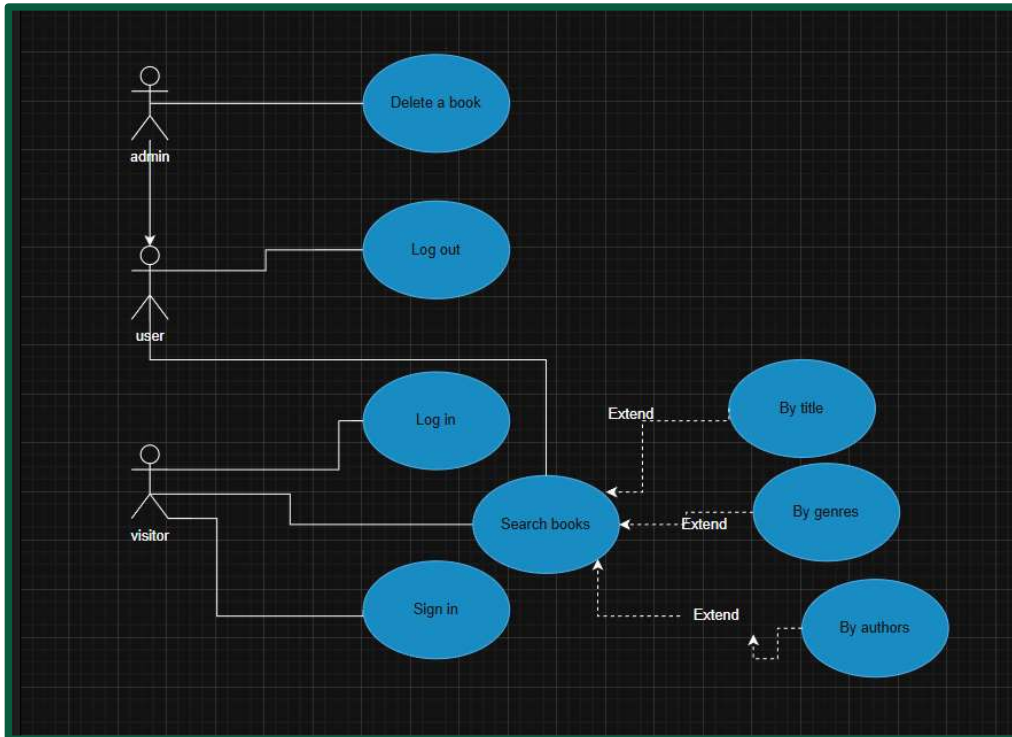 Delete a book
admin
Log out
user
Log in
Extend
By title
visitor
Search books
Extend
By genres
Sign in
Extend
By authors